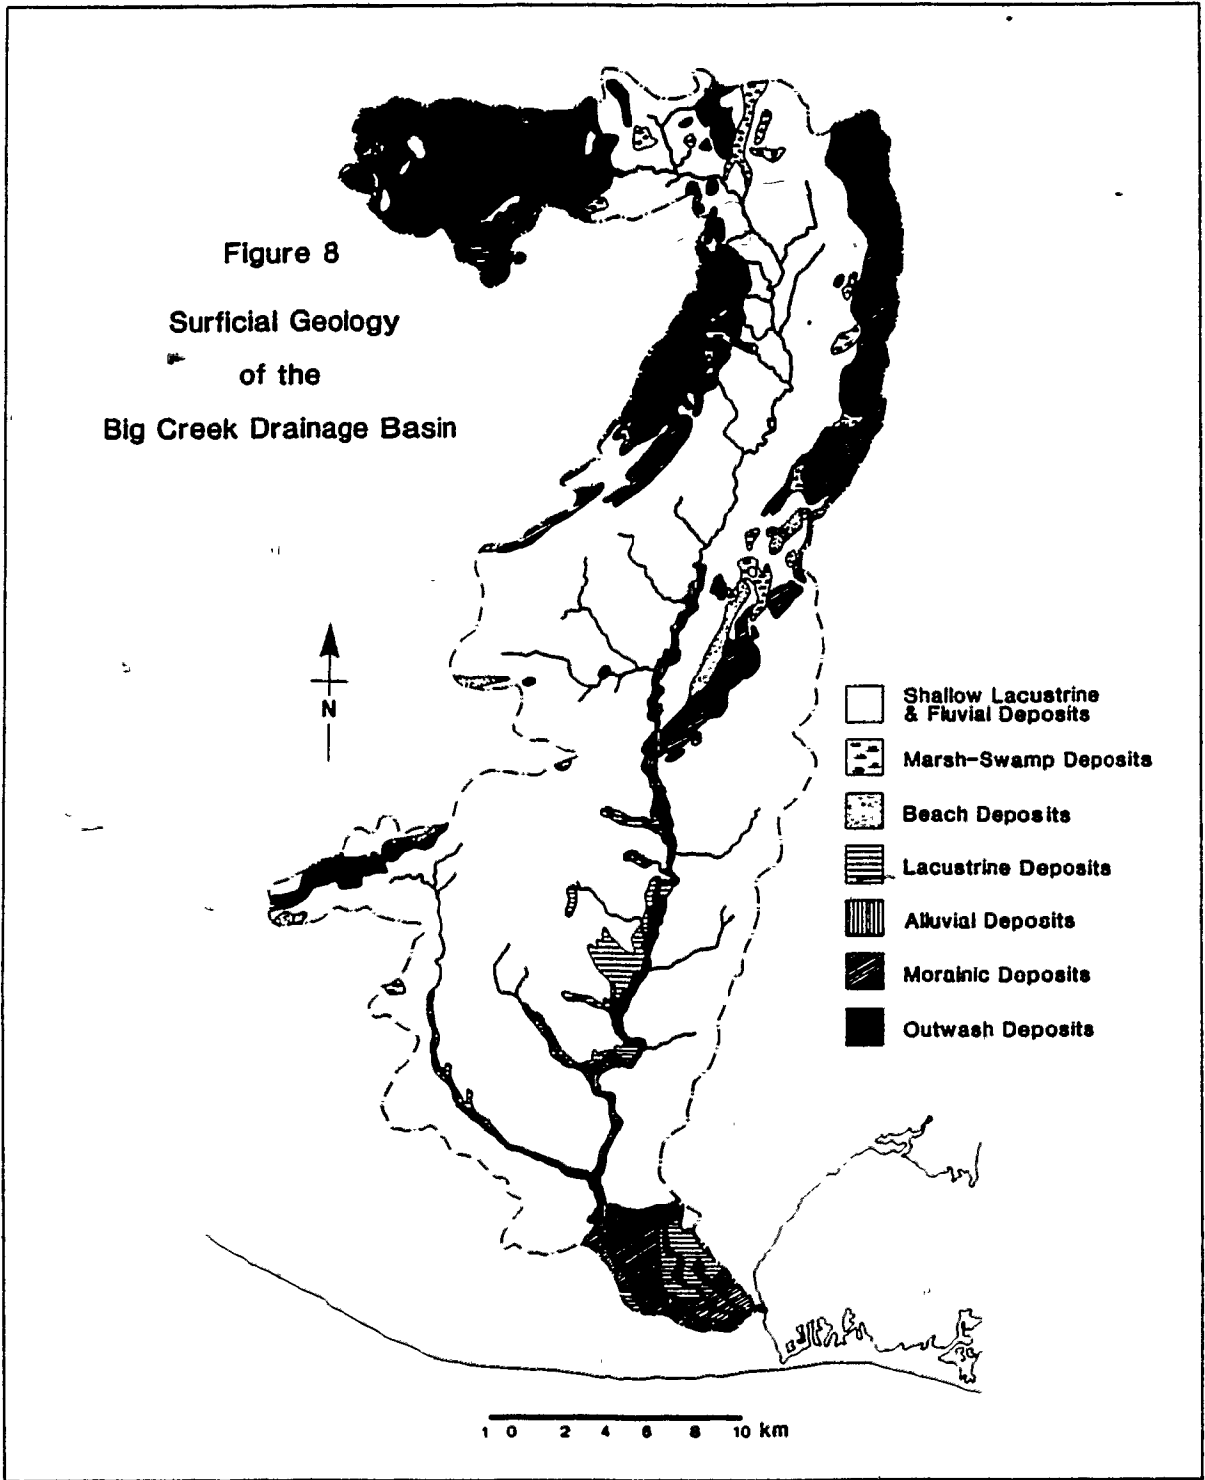 Figure 8
Surficial Geology
of the
Big Creek Drainage Basin
N
Shallow Lacustrine
& Fluvial Deposits
Marsh-Swamp Deposits
Beach Deposits
Lacustrine Deposits
Alluvial Deposits
Morainic Deposits
Outwash Deposits
1 0 2 4 6 8 10 km